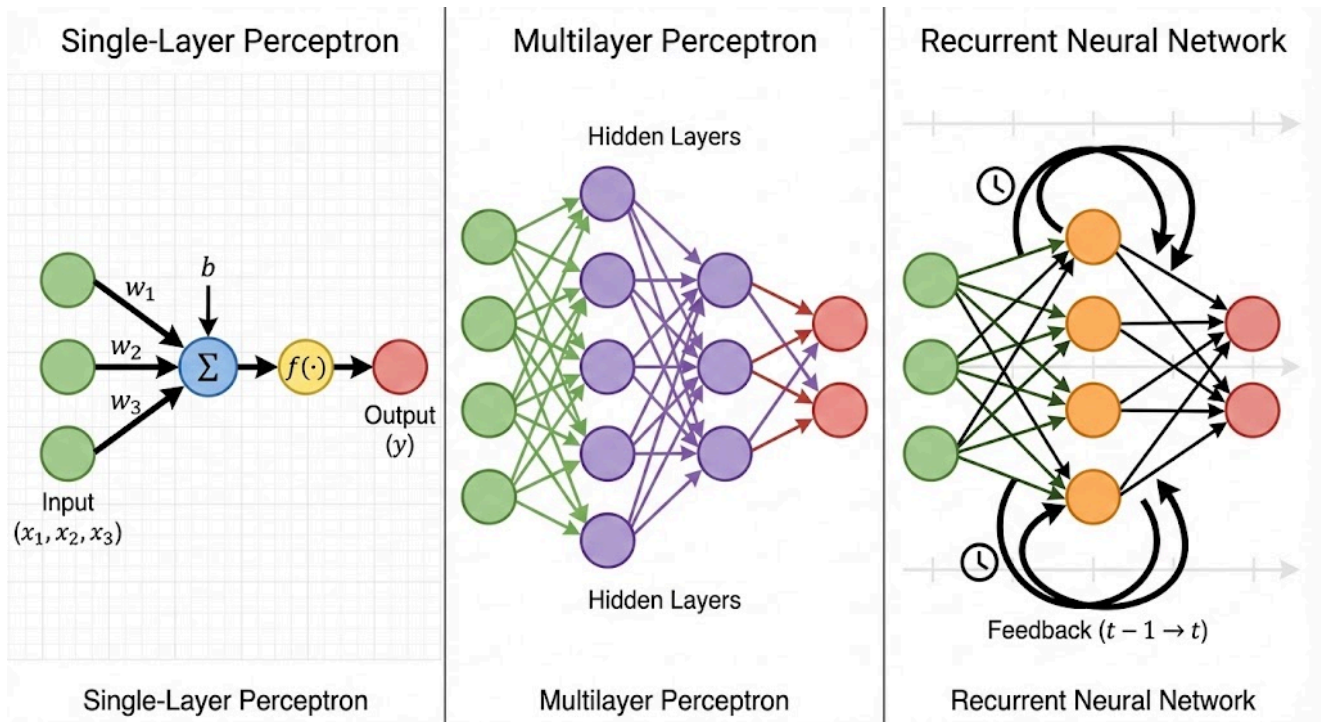 Single-Layer Perceptron
w₁
w₂
w₃
b
Σ
f(·)
Output
(y)
Input
(x₁, x₂, x₃)
Single-Layer Perceptron
Multilayer Perceptron
Hidden Layers
Hidden Layers
Multilayer Perceptron
Recurrent Neural Network
Feedback (t − 1 → t)
Recurrent Neural Network